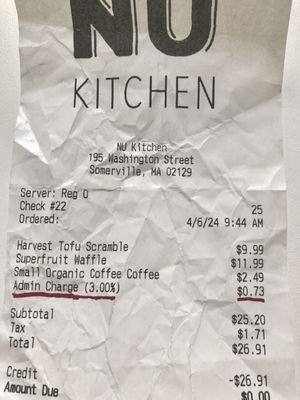 NU
KITCHEN
NU Kitchen
195 Washington Street
Somerville, MA 02129
Server: Reg O
Check #22 25
Ordered: 4/6/24 9:44 AM
Harvest Tofu Scramble $9.99
Superfruit Waffle $11.99
Small Organic Coffee Coffee $2.49
Admin Charge (3.00%) $0.73
Subtotal $25.20
Tax $1.71
Total $26.91
Credit -$26.91
Amount Due $0.00